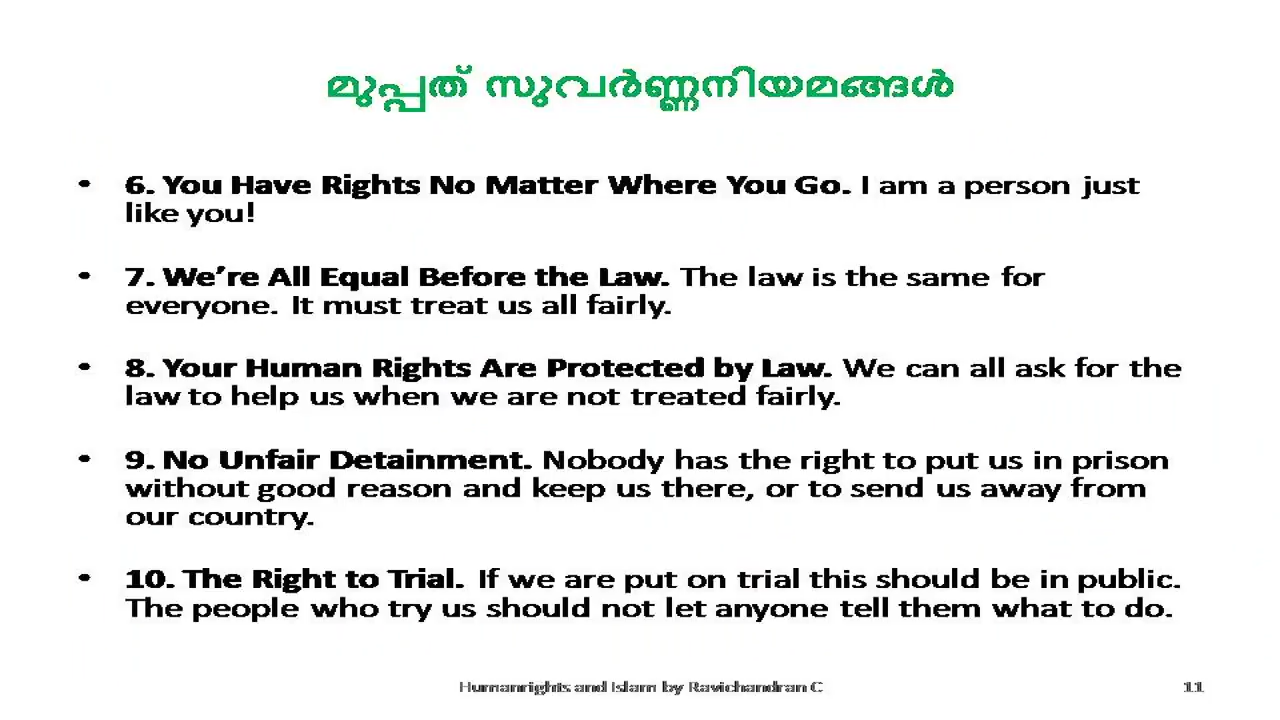 മുപ്പത് സുവർണ്ണനിയമങ്ങൾ
• 6. You Have Rights No Matter Where You Go. I am a person just
like you!
• 7. We’re All Equal Before the Law. The law is the same for
everyone. It must treat us all fairly.
• 8. Your Human Rights Are Protected by Law. We can all ask for the
law to help us when we are not treated fairly.
• 9. No Unfair Detainment. Nobody has the right to put us in prison
without good reason and keep us there, or to send us away from
our country.
• 10. The Right to Trial. If we are put on trial this should be in public.
The people who try us should not let anyone tell them what to do.
Humanrights and Islam by Ravichandran C
11